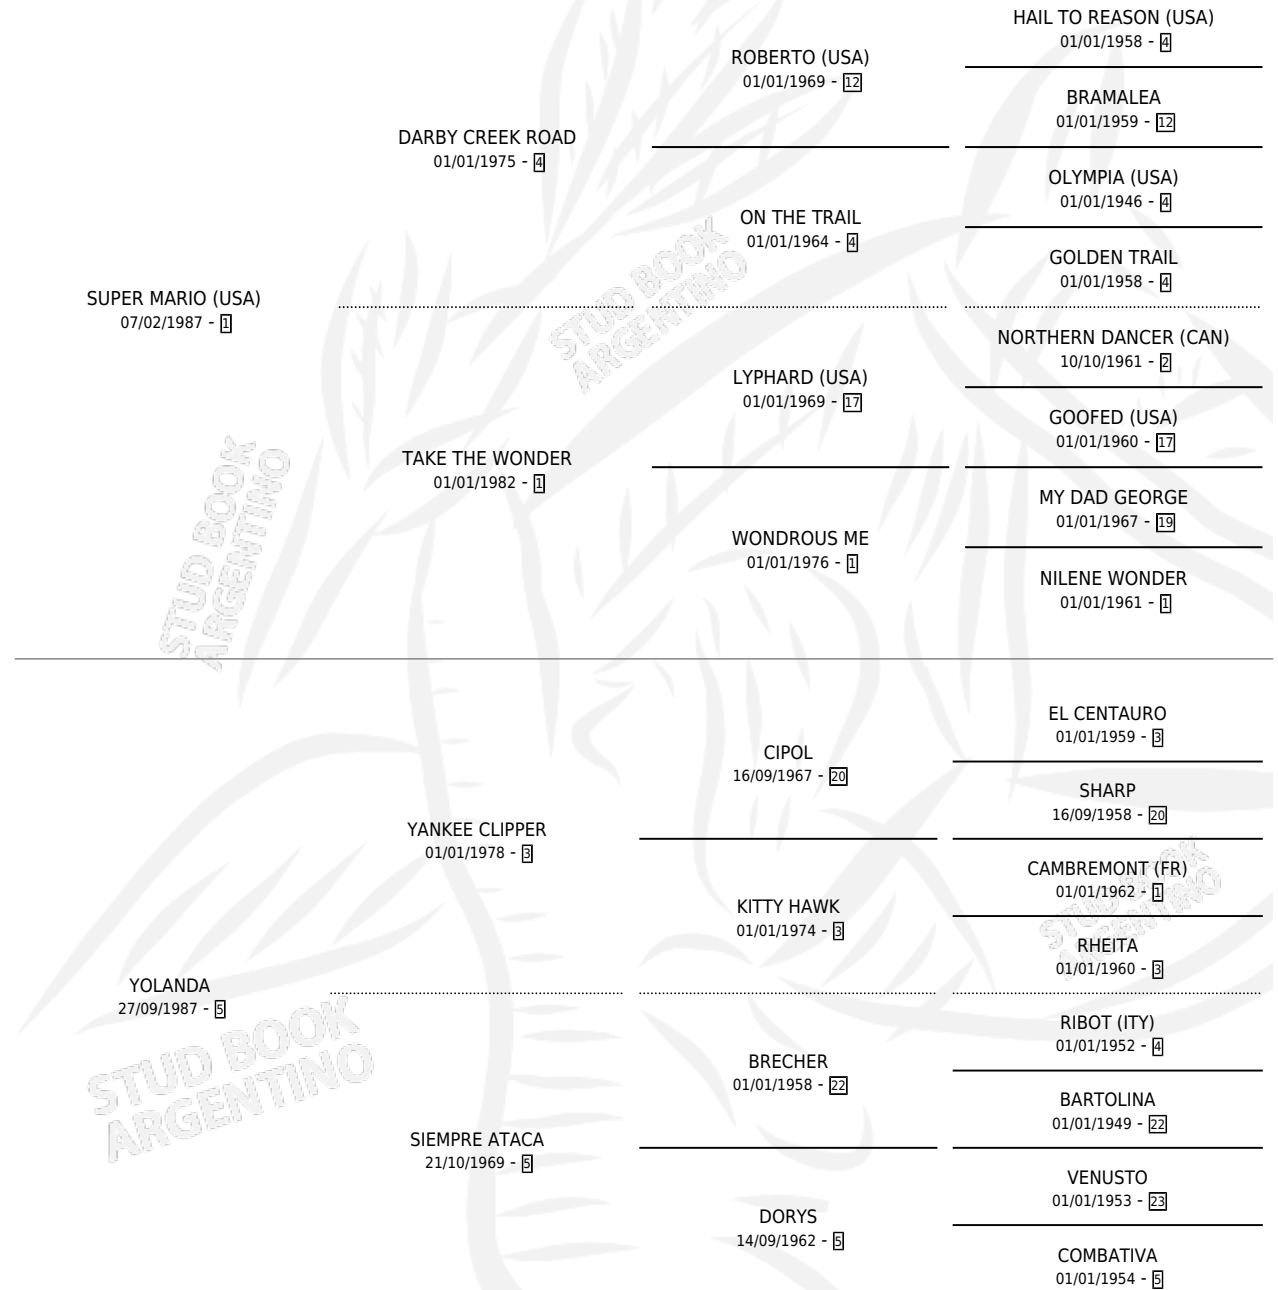 HAIL TO REASON (USA)
01/01/1958 - 4
ROBERTO (USA)
01/01/1969 - 12
BRAMALEA
01/01/1959 - 12
DARBY CREEK ROAD
01/01/1975 - 4
OLYMPIA (USA)
01/01/1946 - 4
ON THE TRAIL
01/01/1964 - 4
GOLDEN TRAIL
01/01/1958 - 4
SUPER MARIO (USA)
07/02/1987 - 1
NORTHERN DANCER (CAN)
10/10/1961 - 2
LYPHARD (USA)
01/01/1969 - 17
GOOFED (USA)
01/01/1960 - 17
TAKE THE WONDER
01/01/1982 - 1
MY DAD GEORGE
01/01/1967 - 19
WONDROUS ME
01/01/1976 - 1
NILENE WONDER
01/01/1961 - 1
EL CENTAURO
01/01/1959 - 3
CIPOL
16/09/1967 - 20
SHARP
16/09/1958 - 20
YANKEE CLIPPER
01/01/1978 - 3
CAMBREMONT (FR)
01/01/1962 - 1
KITTY HAWK
01/01/1974 - 3
RHEITA
01/01/1960 - 3
YOLANDA
27/09/1987 - 5
RIBOT (ITY)
01/01/1952 - 4
BRECHER
01/01/1958 - 22
BARTOLINA
01/01/1949 - 22
SIEMPRE ATACA
21/10/1969 - 5
VENUSTO
01/01/1953 - 23
DORYS
14/09/1962 - 5
COMBATIVA
01/01/1954 - 5
STUD BOOK
ARGENTINO
STUD BOOK
ARGENTINO
STUD BOOK
ARGENTINO
STUD BOOK
ARGENTINO